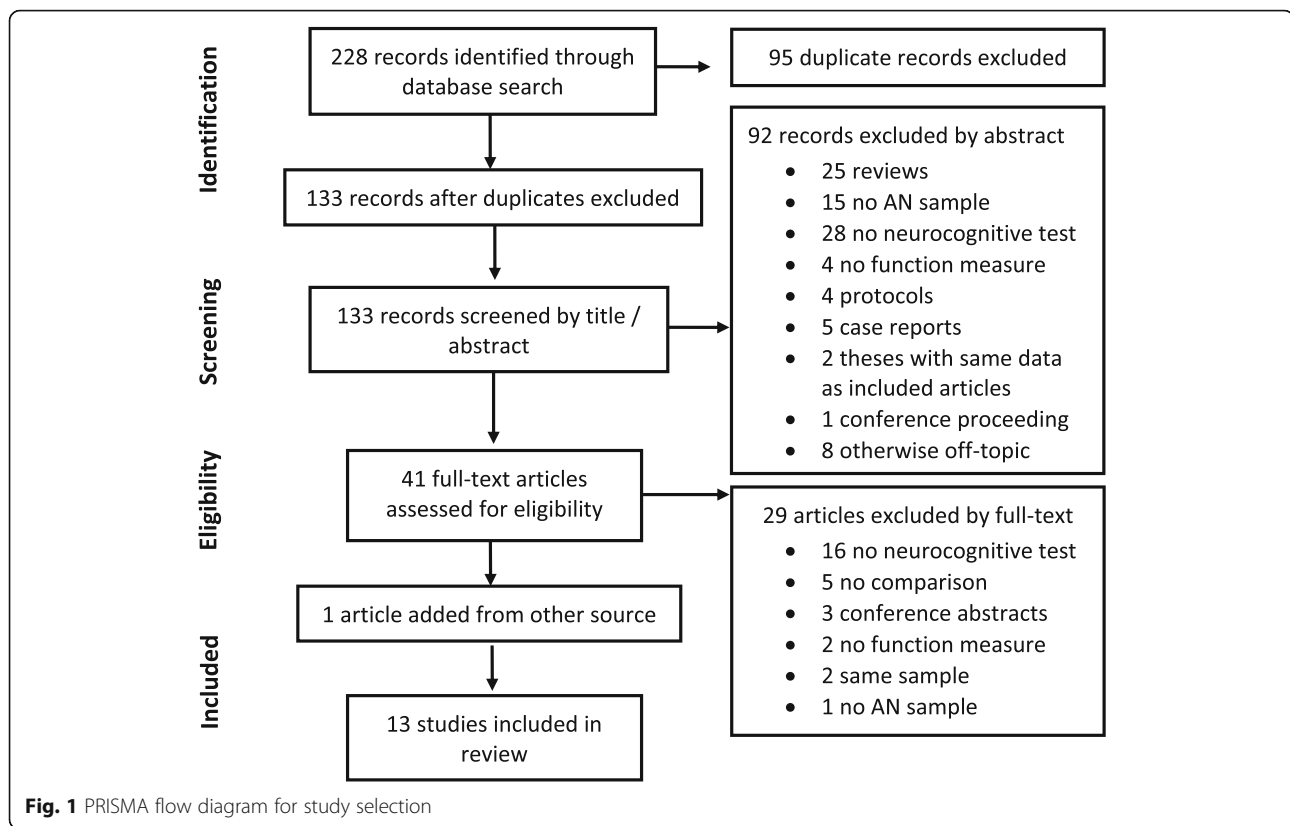 Identification
228 records identified through
database search
95 duplicate records excluded
133 records after duplicates excluded
Screening
133 records screened by title /
abstract
92 records excluded by abstract
• 25 reviews
• 15 no AN sample
• 28 no neurocognitive test
• 4 no function measure
• 4 protocols
• 5 case reports
• 2 theses with same data
as included articles
• 1 conference proceeding
• 8 otherwise off-topic
Eligibility
41 full-text articles
assessed for eligibility
29 articles excluded by full-text
• 16 no neurocognitive test
• 5 no comparison
• 3 conference abstracts
• 2 no function measure
• 2 same sample
• 1 no AN sample
1 article added from other source
Included
13 studies included in
review
Fig. 1 PRISMA flow diagram for study selection